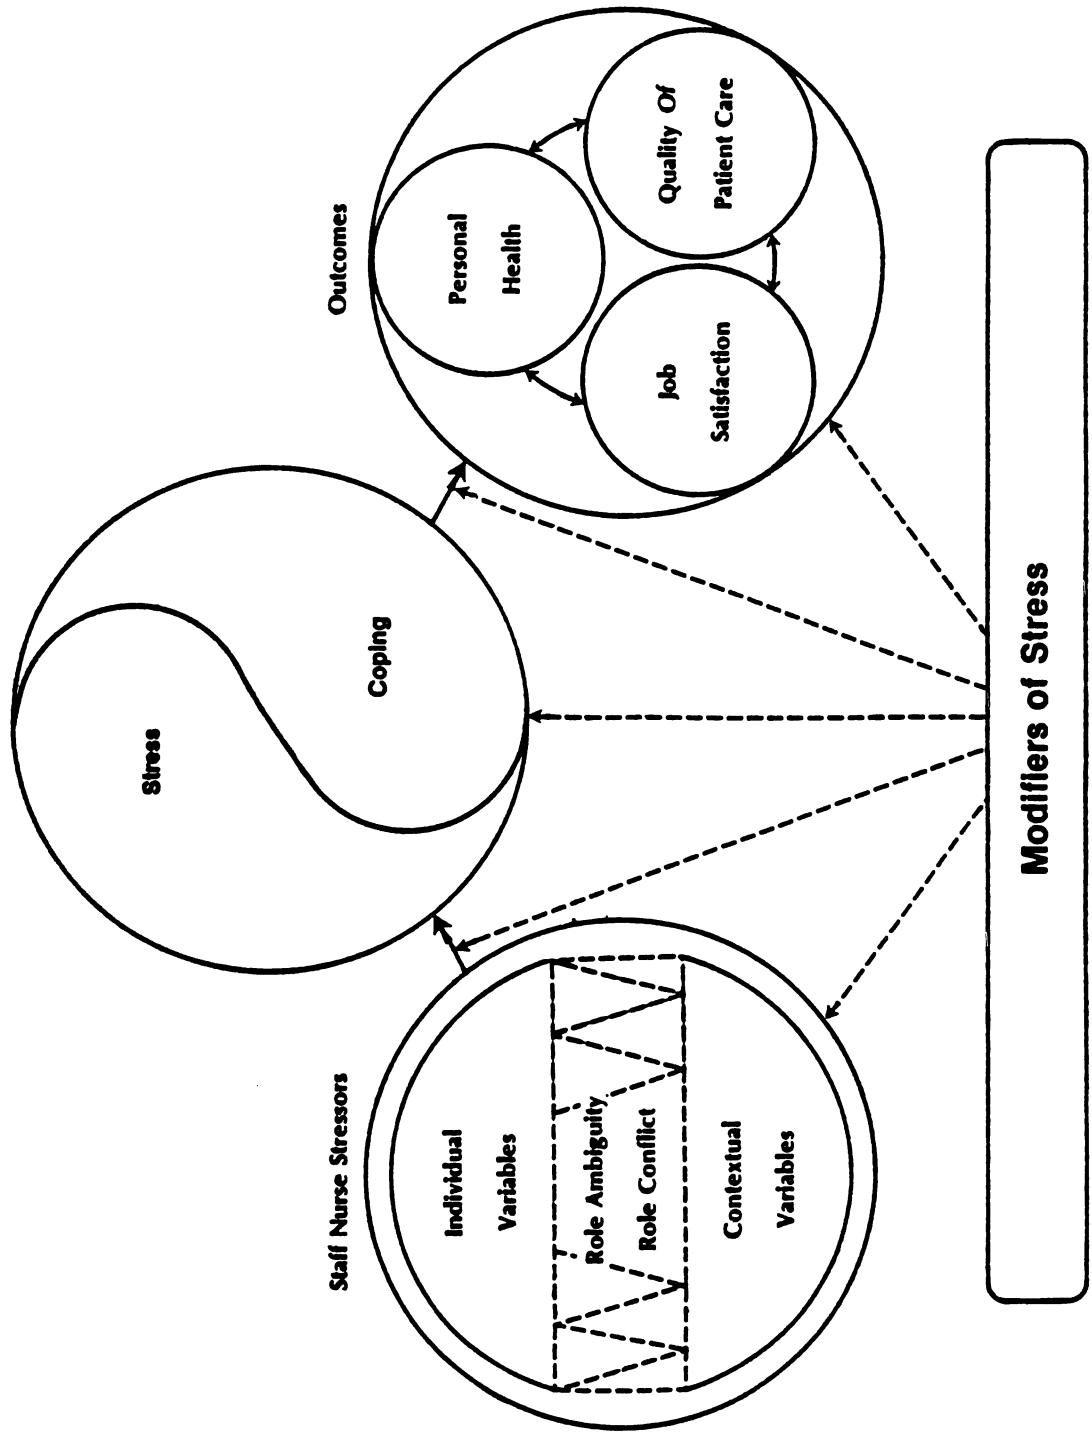 Staff Nurse Stressors
Individual
Variables
Role Ambiguity
Role Conflict
Contextual
Variables
Stress
Coping
Outcomes
Personal
Health
Job
Satisfaction
Quality Of
Patient Care
Modifiers of Stress